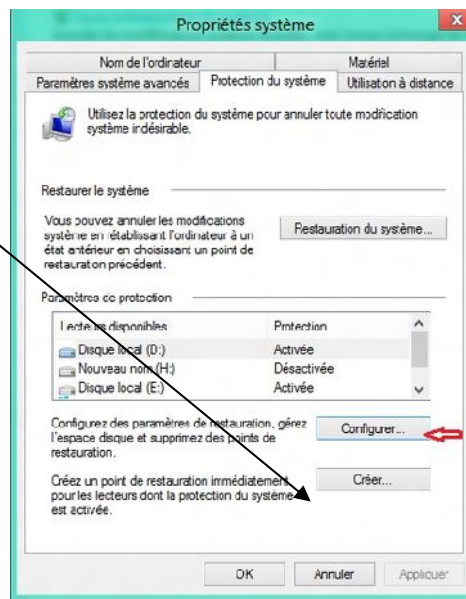 Propriétés système
x
Nom de l'ordinateur
Matériel
Paramètres système avancés
Protection du système
Utilisation à distance
Utilisez la protection du système pour annuler toute modification
système indésirable.
Restaurer le système
Vous pouvez annuler les modifications
système en rétablissant l'ordinateur à un
état antérieur en choisissant un point de
restauration précédent.
Restauration du système...
Paramètres de protection
Lecteurs disponibles Protection
Disque local (D:) Activée
Nouveau nom (H:) Désactivée
Disque local (E:) Activée
Configurez des paramètres de restauration, gérez
l'espace disque et supprimez des points de
restauration.
Configurer...
Créez un point de restauration immédiatement
pour les lecteurs dont la protection du système
est activée.
Créer...
OK
Annuler
Appliquer